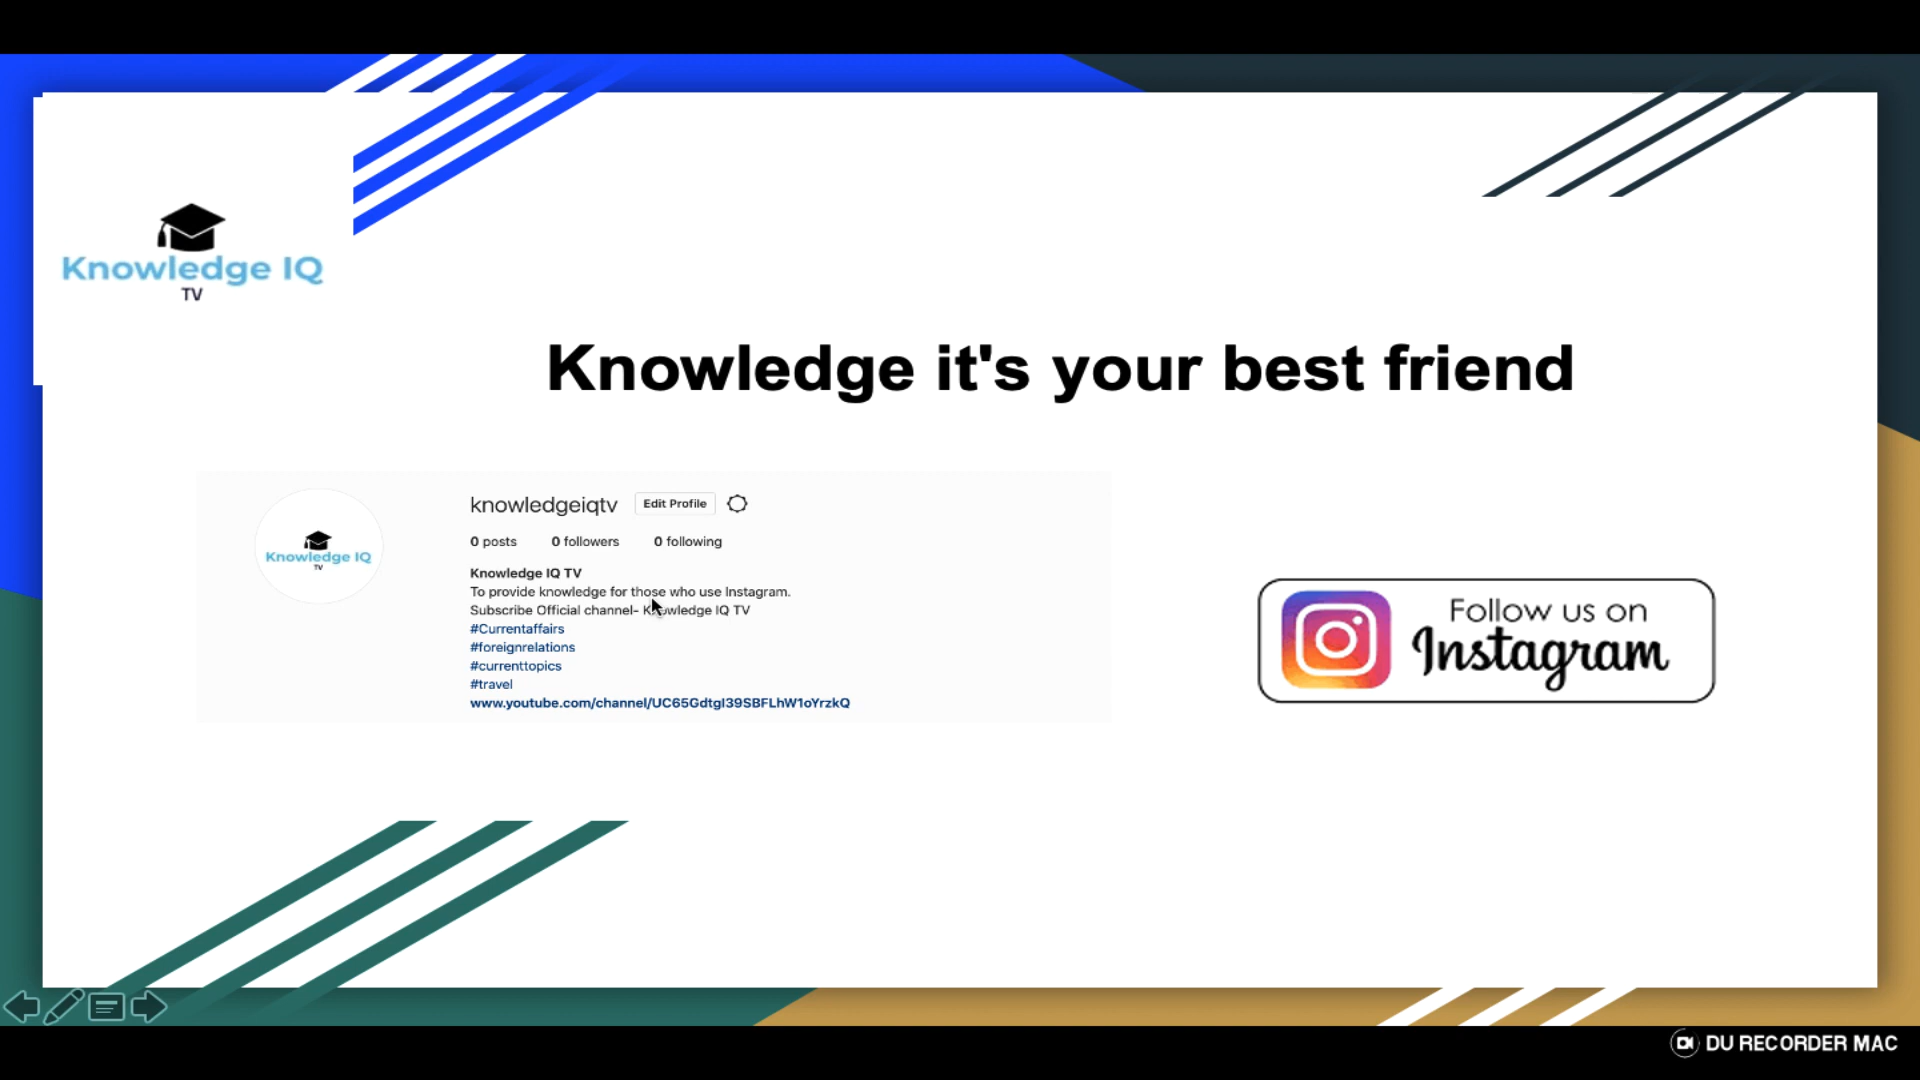 Knowledge IQ
TV
Knowledge it's your best friend
knowledgeiqtv Edit Profile
0 posts 0 followers 0 following
Knowledge IQ
TV
Knowledge IQ TV
To provide knowledge for those who use Instagram.
Subscribe Official channel- Knowledge IQ TV
#Currentaffairs
#foreignrelations
#currenttopics
#travel
www.youtube.com/channel/UC65Gdtgl39SBFLhW1oYrzkQ
Follow us on
Instagram
DU RECORDER MAC